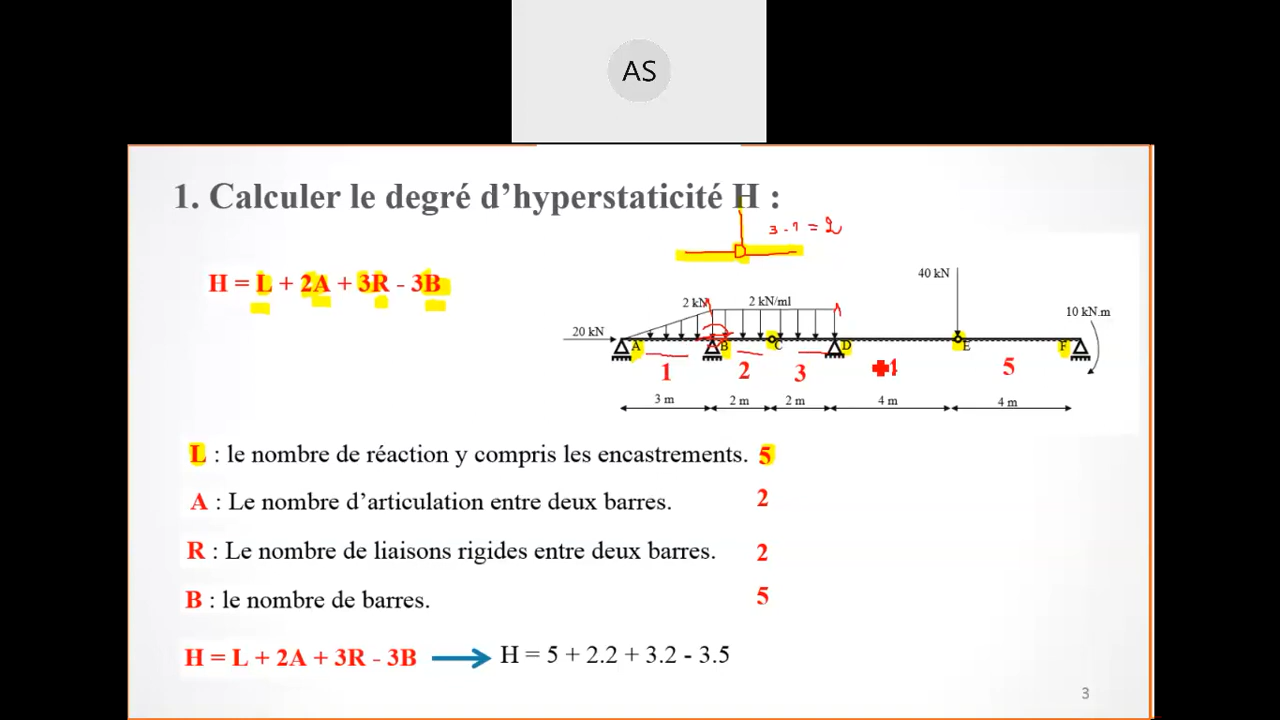 AS
1. Calculer le degré d’hyperstaticité H :
3 - 1 = 2
H = L + 2A + 3R - 3B
40 kN
2 kN
2 kN/ml
10 kN.m
20 kN
A B C D E F
1 2 3 4 5
3 m 2 m 2 m 4 m 4 m
L : le nombre de réaction y compris les encastrements. 5
A : Le nombre d’articulation entre deux barres. 2
R : Le nombre de liaisons rigides entre deux barres. 2
B : le nombre de barres. 5
H = L + 2A + 3R - 3B H = 5 + 2.2 + 3.2 - 3.5
3